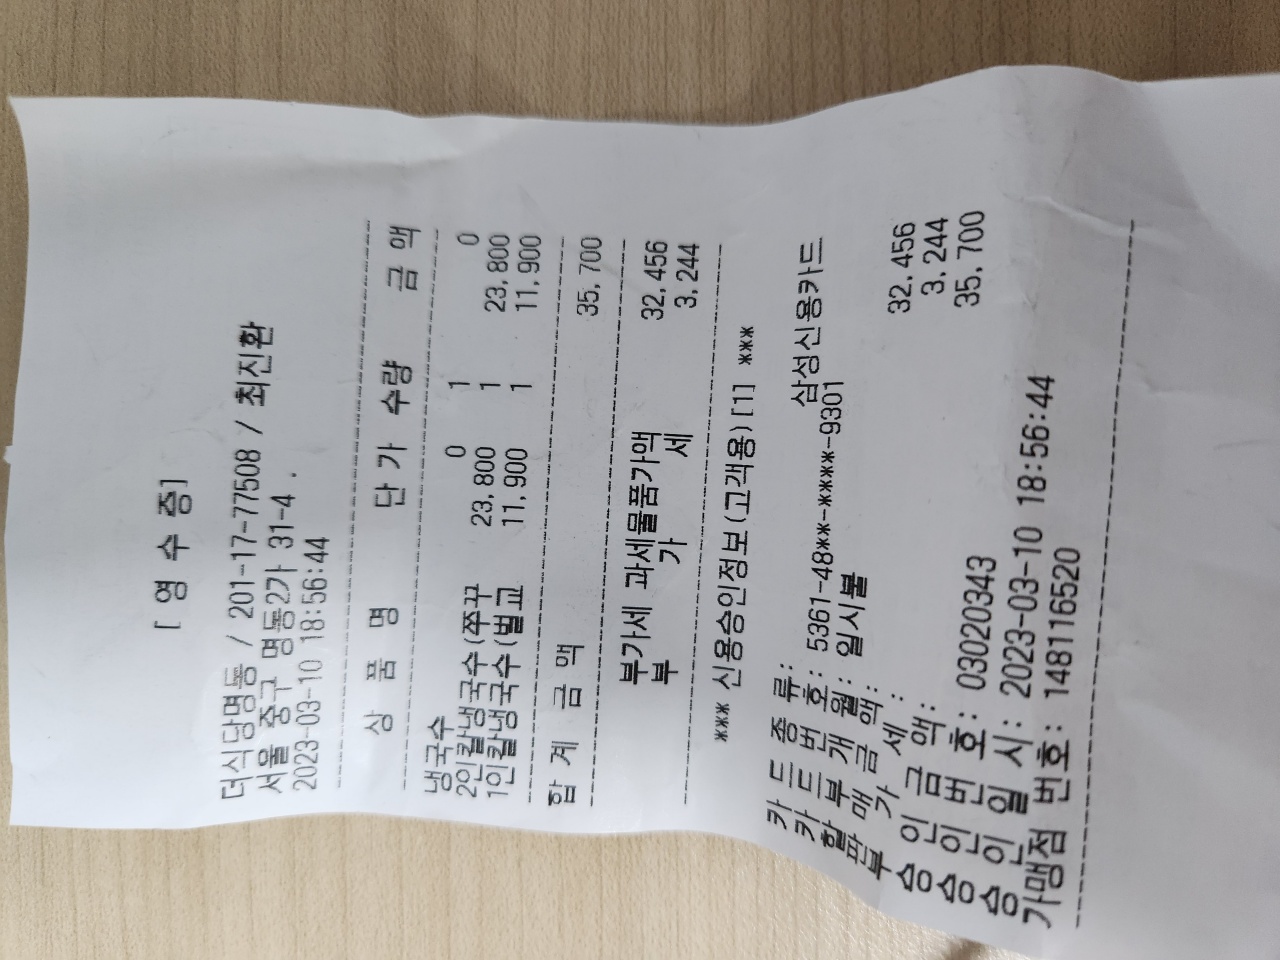 [ 영 수 증]
더식당명동 / 201-17-77508 / 최진환
서울 중구 명동2가 31-4 .
2023-03-10 18:56:44
상 품 명 단 가 수량 금 액
냉국수 0 1 0
2인칼냉국수(쭈꾸 23,800 1 23,800
1인칼냉국수(벌교 11,900 1 11,900
합 계 금 액 35,700
부가세 과세물품가액 32,456
부 가 세 3,244
*** 신용승인정보(고객용)[1] ***
카 드 종 류: 삼성신용카드
카 드 번 호: 5361-48**-****-9301
할 부 개 월: 일시불
판 매 금 액: 32,456
부 가 세 : 3,244
승 인 금 액: 35,700
승 인 번 호: 03020343
승 인 일 시: 2023-03-10 18:56:44
가맹점 번호: 148116520